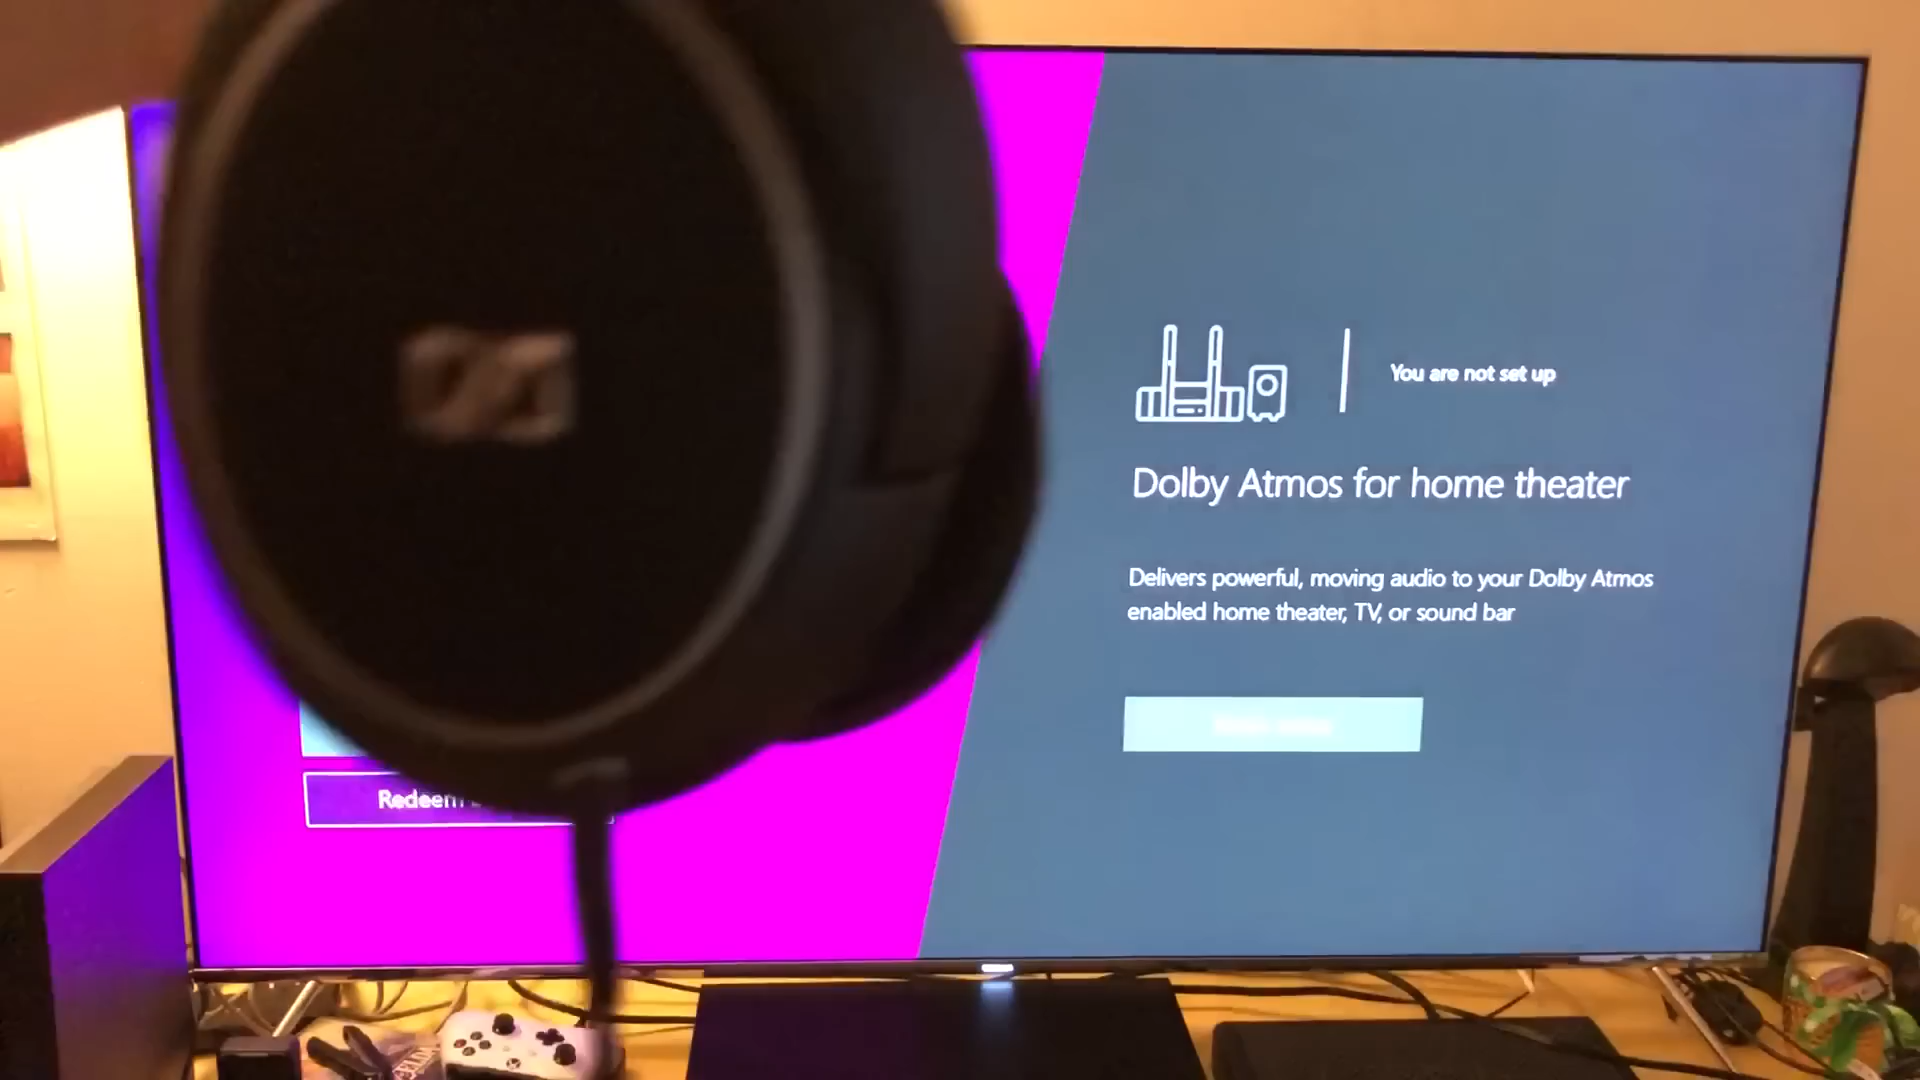 You are not set up
Dolby Atmos for home theater
Delivers powerful, moving audio to your Dolby Atmos
enabled home theater, TV, or sound bar
Redeem